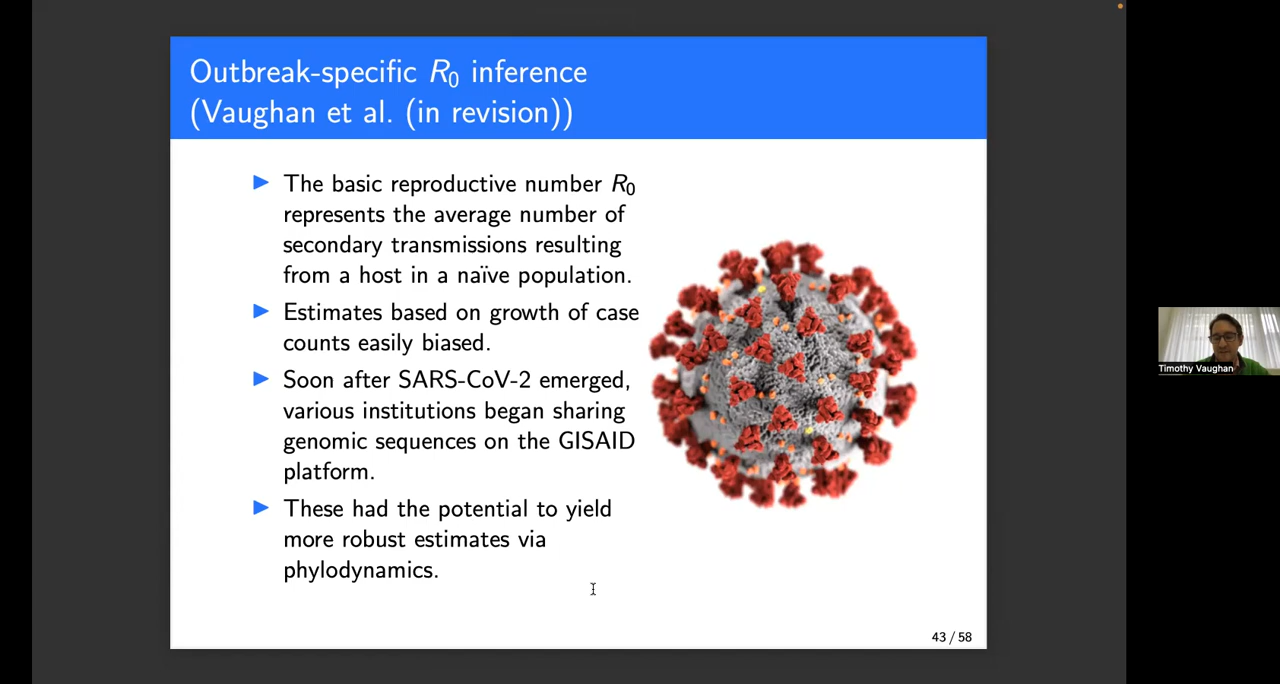 Outbreak-specific R0 inference
(Vaughan et al. (in revision))
The basic reproductive number R0
represents the average number of
secondary transmissions resulting
from a host in a naïve population.
Estimates based on growth of case
counts easily biased.
Soon after SARS-CoV-2 emerged,
various institutions began sharing
genomic sequences on the GISAID
platform.
These had the potential to yield
more robust estimates via
phylodynamics.
43 / 58
Timothy Vaughan